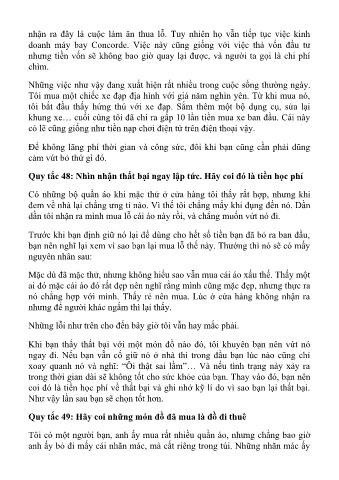 nhận ra đây là cuộc làm ăn thua lỗ. Tuy nhiên họ vẫn tiếp tục việc kinh
doanh máy bay Concorde. Việc này cũng giống với việc thả vốn đầu tư
nhưng tiền vốn sẽ không bao giờ quay lại được, và người ta gọi là chi phí
chìm.
Những việc như vậy đang xuất hiện rất nhiều trong cuộc sống thường ngày.
Tôi mua một chiếc xe đạp địa hình với giá năm nghìn yên. Từ khi mua nó,
tôi bắt đầu thấy hứng thú với xe đạp. Sắm thêm một bộ dụng cụ, sửa lại
khung xe… cuối cùng tôi đã chi ra gấp 10 lần tiền mua xe ban đầu. Cái này
có lẽ cũng giống như tiền nạp chơi điện tử trên điện thoại vậy.
Để không lãng phí thời gian và công sức, đôi khi bạn cũng cần phải dũng
cảm vứt bỏ thứ gì đó.
Quy tắc 48: Nhìn nhận thất bại ngay lập tức. Hãy coi đó là tiền học phí
Có những bộ quần áo khi mặc thử ở cửa hàng tôi thấy rất hợp, nhưng khi
đem về nhà lại chẳng ưng tí nào. Vì thế tôi chẳng mấy khi đụng đến nó. Dần
dần tôi nhận ra mình mua lỗ cái áo này rồi, và chẳng muốn vứt nó đi.
Trước khi bạn định giữ nó lại để dùng cho hết số tiền bạn đã bỏ ra ban đầu,
bạn nên nghĩ lại xem vì sao bạn lại mua lỗ thế này. Thường thì nó sẽ có mấy
nguyên nhân sau:
Mặc dù đã mặc thử, nhưng không hiểu sao vẫn mua cái áo xấu thế. Thấy một
ai đó mặc cái áo đó rất đẹp nên nghĩ rằng mình cũng mặc đẹp, nhưng thực ra
nó chẳng hợp với mình. Thấy rẻ nên mua. Lúc ở cửa hàng không nhận ra
nhưng để người khác ngắm thì lại thấy.
Những lỗi như trên cho đến bây giờ tôi vẫn hay mắc phải.
Khi bạn thấy thất bại với một món đồ nào đó, tôi khuyên bạn nên vứt nó
ngay đi. Nếu bạn vẫn cố giữ nó ở nhà thì trong đầu bạn lúc nào cũng chỉ
xoay quanh nó và nghĩ: “Ôi thật sai lầm”… Và nếu tình trạng này xảy ra
trong thời gian dài sẽ không tốt cho sức khỏe của bạn. Thay vào đó, bạn nên
coi đó là tiền học phí về thất bại và ghi nhớ kỹ lí do vì sao bạn lại thất bại.
Như vậy lần sau bạn sẽ chọn tốt hơn.
Quy tắc 49: Hãy coi những món đồ đã mua là đồ đi thuê
Tôi có một người bạn, anh ấy mua rất nhiều quần áo, nhưng chẳng bao giờ
anh ấy bỏ đi mấy cái nhãn mác, mà cất riêng trong túi. Những nhãn mác ấy